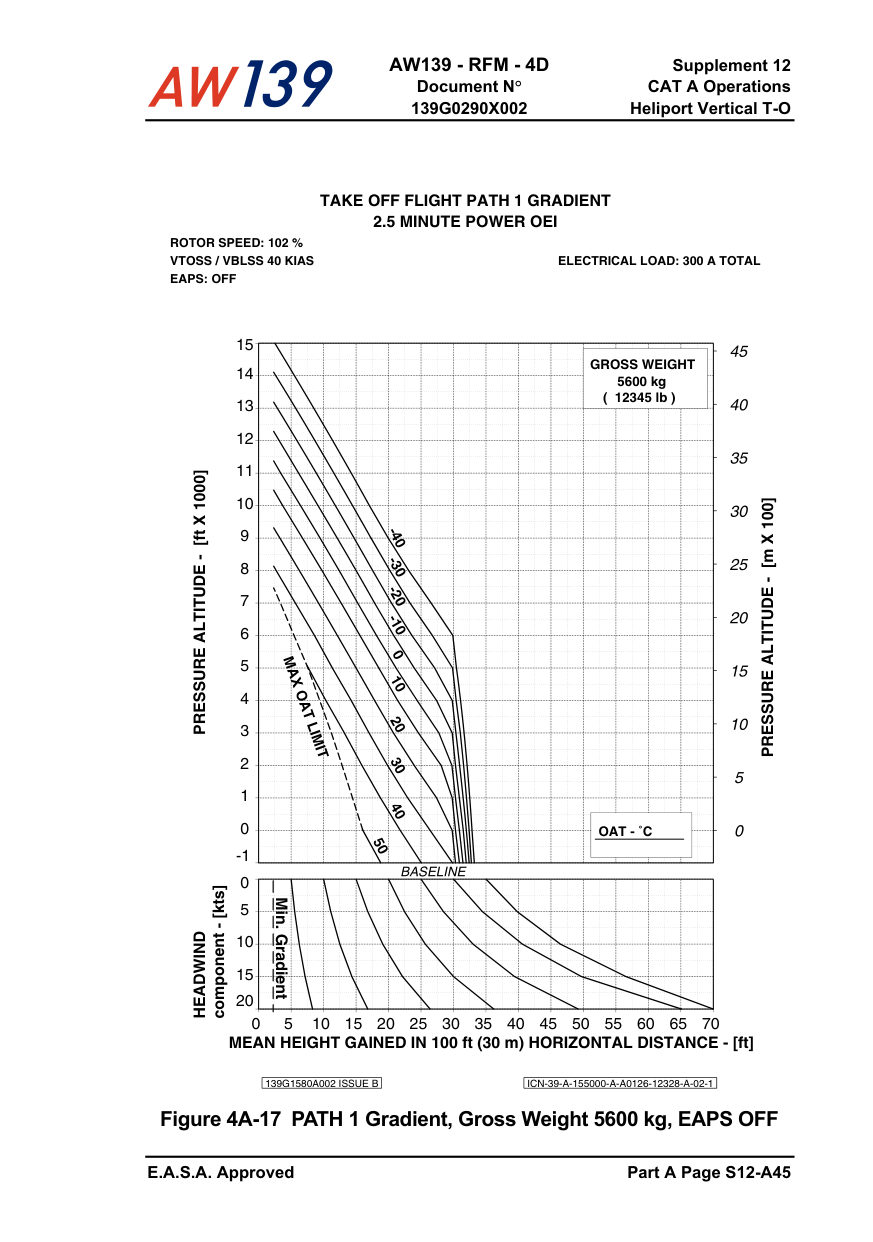 AW139
AW139 - RFM - 4D
Document N°
139G0290X002
Supplement 12
CAT A Operations
Heliport Vertical T-O
TAKE OFF FLIGHT PATH 1 GRADIENT
2.5 MINUTE POWER OEI
ROTOR SPEED: 102 %
VTOSS / VBLSS 40 KIAS
EAPS: OFF
ELECTRICAL LOAD: 300 A TOTAL
PRESSURE ALTITUDE - [ft X 1000]
15
14
13
12
11
10
9
8
7
6
5
4
3
2
1
0
-1
GROSS WEIGHT
5600 kg
( 12345 lb )
-40
-30
-20
-10
0
10
20
30
40
50
MAX OAT LIMIT
OAT - °C
45
40
35
30
25
20
15
10
5
0
PRESSURE ALTITUDE - [m X 100]
BASELINE
HEADWIND
component - [kts]
0
5
10
15
20
Min. Gradient
0 5 10 15 20 25 30 35 40 45 50 55 60 65 70
MEAN HEIGHT GAINED IN 100 ft (30 m) HORIZONTAL DISTANCE - [ft]
139G1580A002 ISSUE B
ICN-39-A-155000-A-A0126-12328-A-02-1
Figure 4A-17 PATH 1 Gradient, Gross Weight 5600 kg, EAPS OFF
E.A.S.A. Approved
Part A Page S12-A45